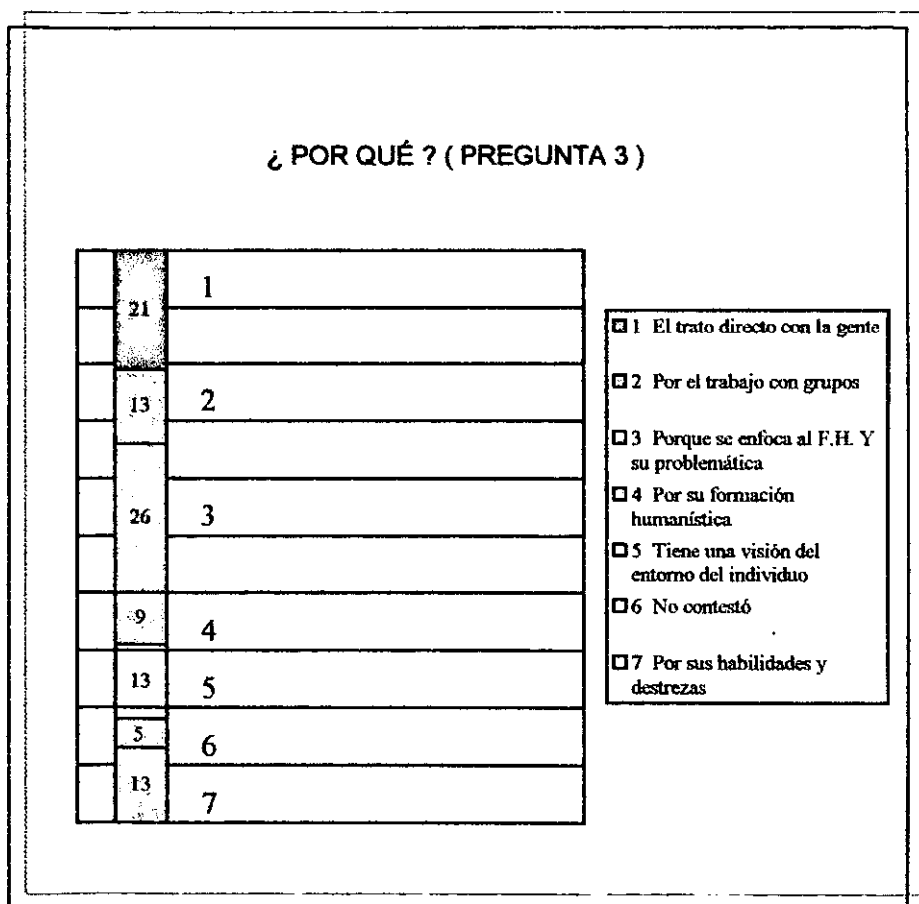 ¿ POR QUÉ ? ( PREGUNTA 3 )
21
1
13
2
26
3
9
4
13
5
5
6
13
7
1 El trato directo con la gente
2 Por el trabajo con grupos
3 Porque se enfoca al F.H. Y
su problemática
4 Por su formación
humanística
5 Tiene una visión del
entorno del individuo
6 No contestó
7 Por sus habilidades y
destrezas